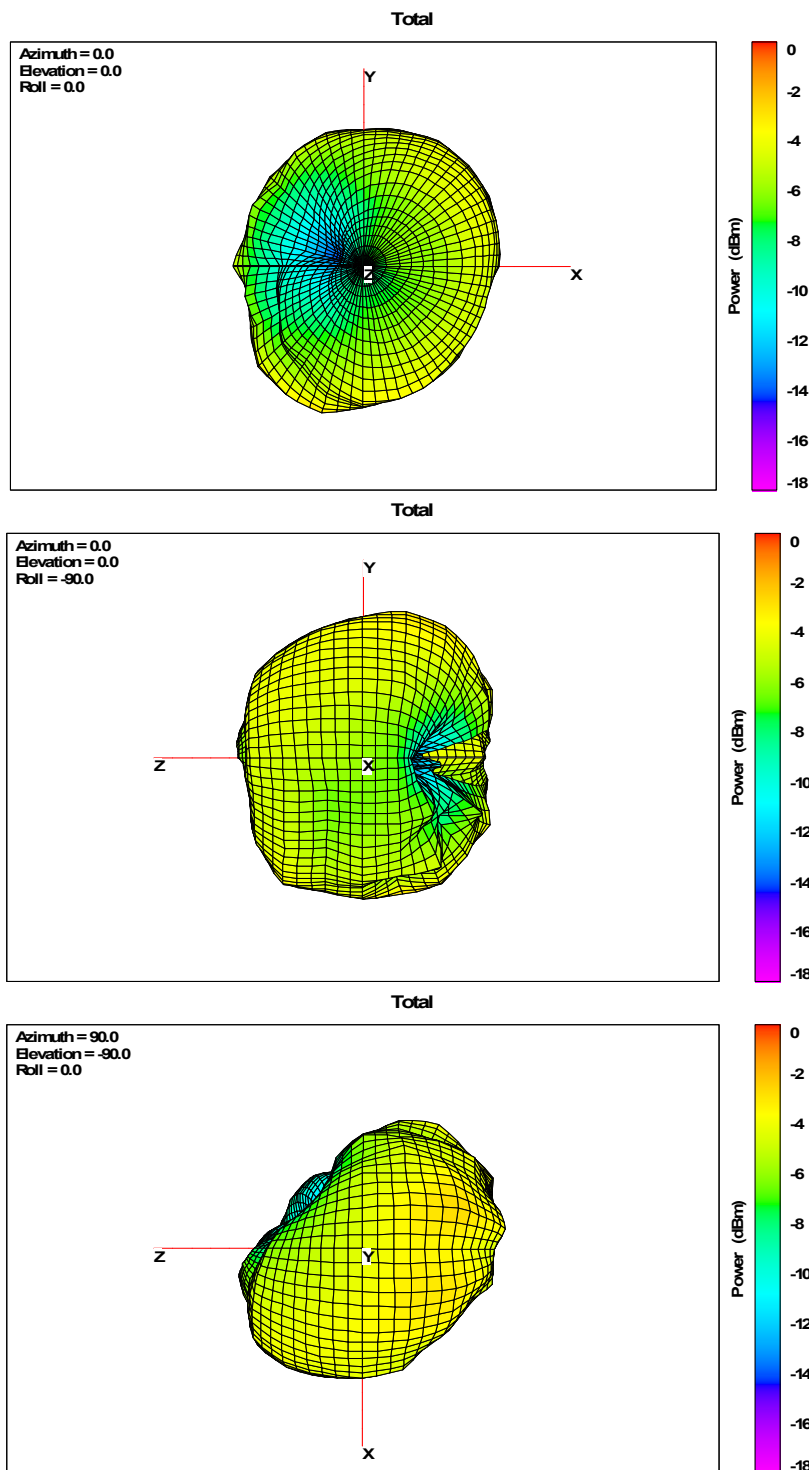 Total
Azimuth = 0.0
Elevation = 0.0
Roll = 0.0
Y
Z
X
0
-2
-4
-6
-8
-10
-12
-14
-16
-18
Power (dBm)
Total
Azimuth = 0.0
Elevation = 0.0
Roll = -90.0
Y
Z
X
0
-2
-4
-6
-8
-10
-12
-14
-16
-18
Power (dBm)
Total
Azimuth = 90.0
Elevation = -90.0
Roll = 0.0
Z
Y
X
0
-2
-4
-6
-8
-10
-12
-14
-16
-18
Power (dBm)